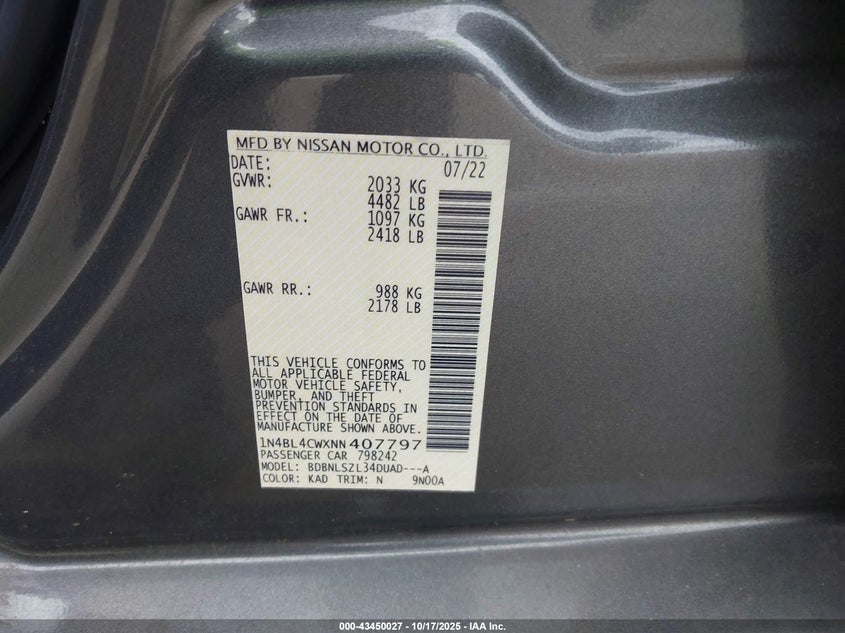 MFD BY NISSAN MOTOR CO., LTD.
DATE: 07/22
GVWR: 2033 KG
4482 LB
GAWR FR.: 1097 KG
2418 LB
GAWR RR.: 988 KG
2178 LB
THIS VEHICLE CONFORMS TO
ALL APPLICABLE FEDERAL
MOTOR VEHICLE SAFETY,
BUMPER, AND THEFT
PREVENTION STANDARDS IN
EFFECT ON THE DATE OF
MANUFACTURE SHOWN ABOVE.
1N4BL4CWXNN407797
PASSENGER CAR 798242
MODEL: BDBNLSZL34DUAD---A
COLOR: KAD TRIM: N 9N00A
000-43450027 - 10/17/2025 - IAA Inc.